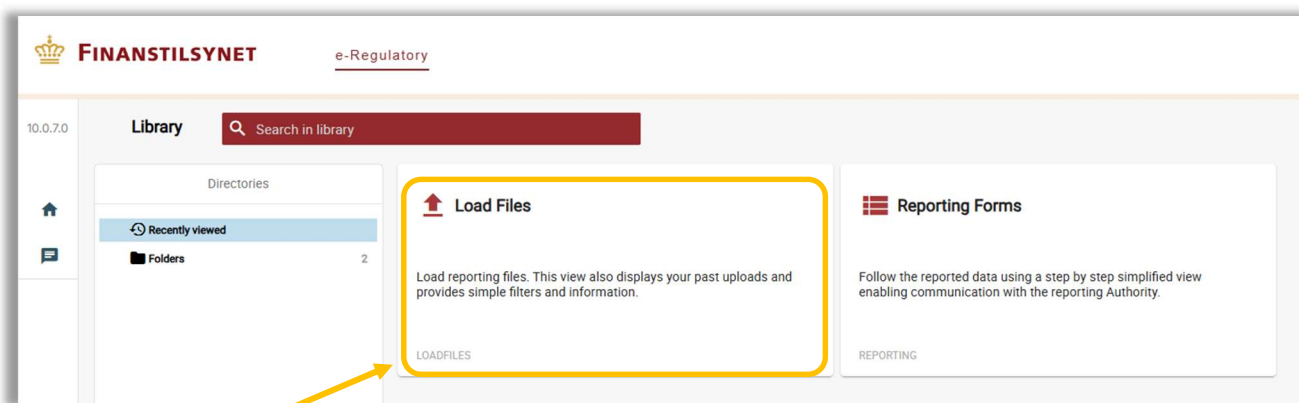 FINANSTILSYNET
e-Regulatory
10.0.7.0
Library
Search in library
Directories
Recently viewed
Folders 2
Load Files
Load reporting files. This view also displays your past uploads and
provides simple filters and information.
LOADFILES
Reporting Forms
Follow the reported data using a step by step simplified view
enabling communication with the reporting Authority.
REPORTING